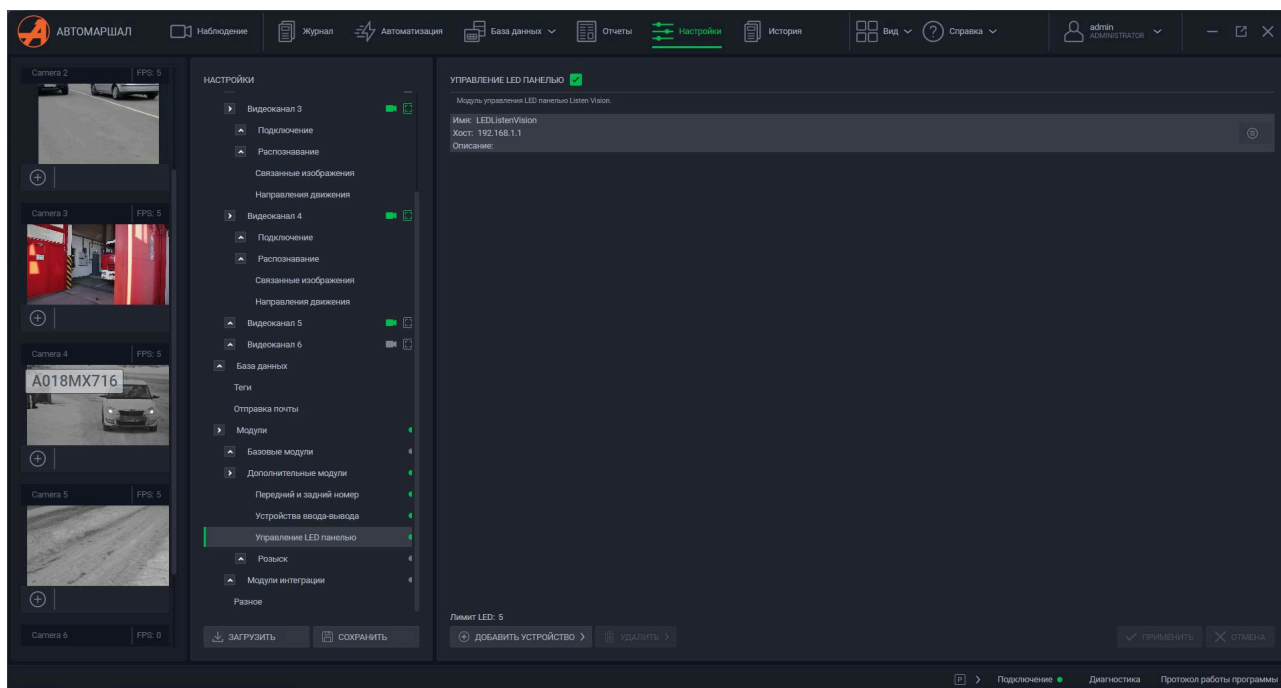 АВТОМАРШАЛ
Наблюдение
Журнал
Автоматизация
База данных
Отчеты
Настройки
История
Вид
Справка
admin
ADMINISTRATOR
Camera 2 FPS: 5
Camera 3 FPS: 5
Camera 4 FPS: 5
A018MX716
Camera 5 FPS: 5
Camera 6 FPS: 0
НАСТРОЙКИ
Видеоканал 3
Подключение
Распознавание
Связанные изображения
Направления движения
Видеоканал 4
Подключение
Распознавание
Связанные изображения
Направления движения
Видеоканал 5
Видеоканал 6
База данных
Теги
Отправка почты
Модули
Базовые модули
Дополнительные модули
Передний и задний номер
Устройства ввода-вывода
Управление LED панелью
Розыск
Модули интеграции
Разное
ЗАГРУЗИТЬ
СОХРАНИТЬ
УПРАВЛЕНИЕ LED ПАНЕЛЬЮ
Модуль управления LED панелью Listen Vision.
Имя: LEDListenVision
Хост: 192.168.1.1
Описание:
Лимит LED: 5
ДОБАВИТЬ УСТРОЙСТВО
УДАЛИТЬ
ПРИМЕНИТЬ
ОТМЕНА
P
Подключение
Диагностика
Протокол работы программы